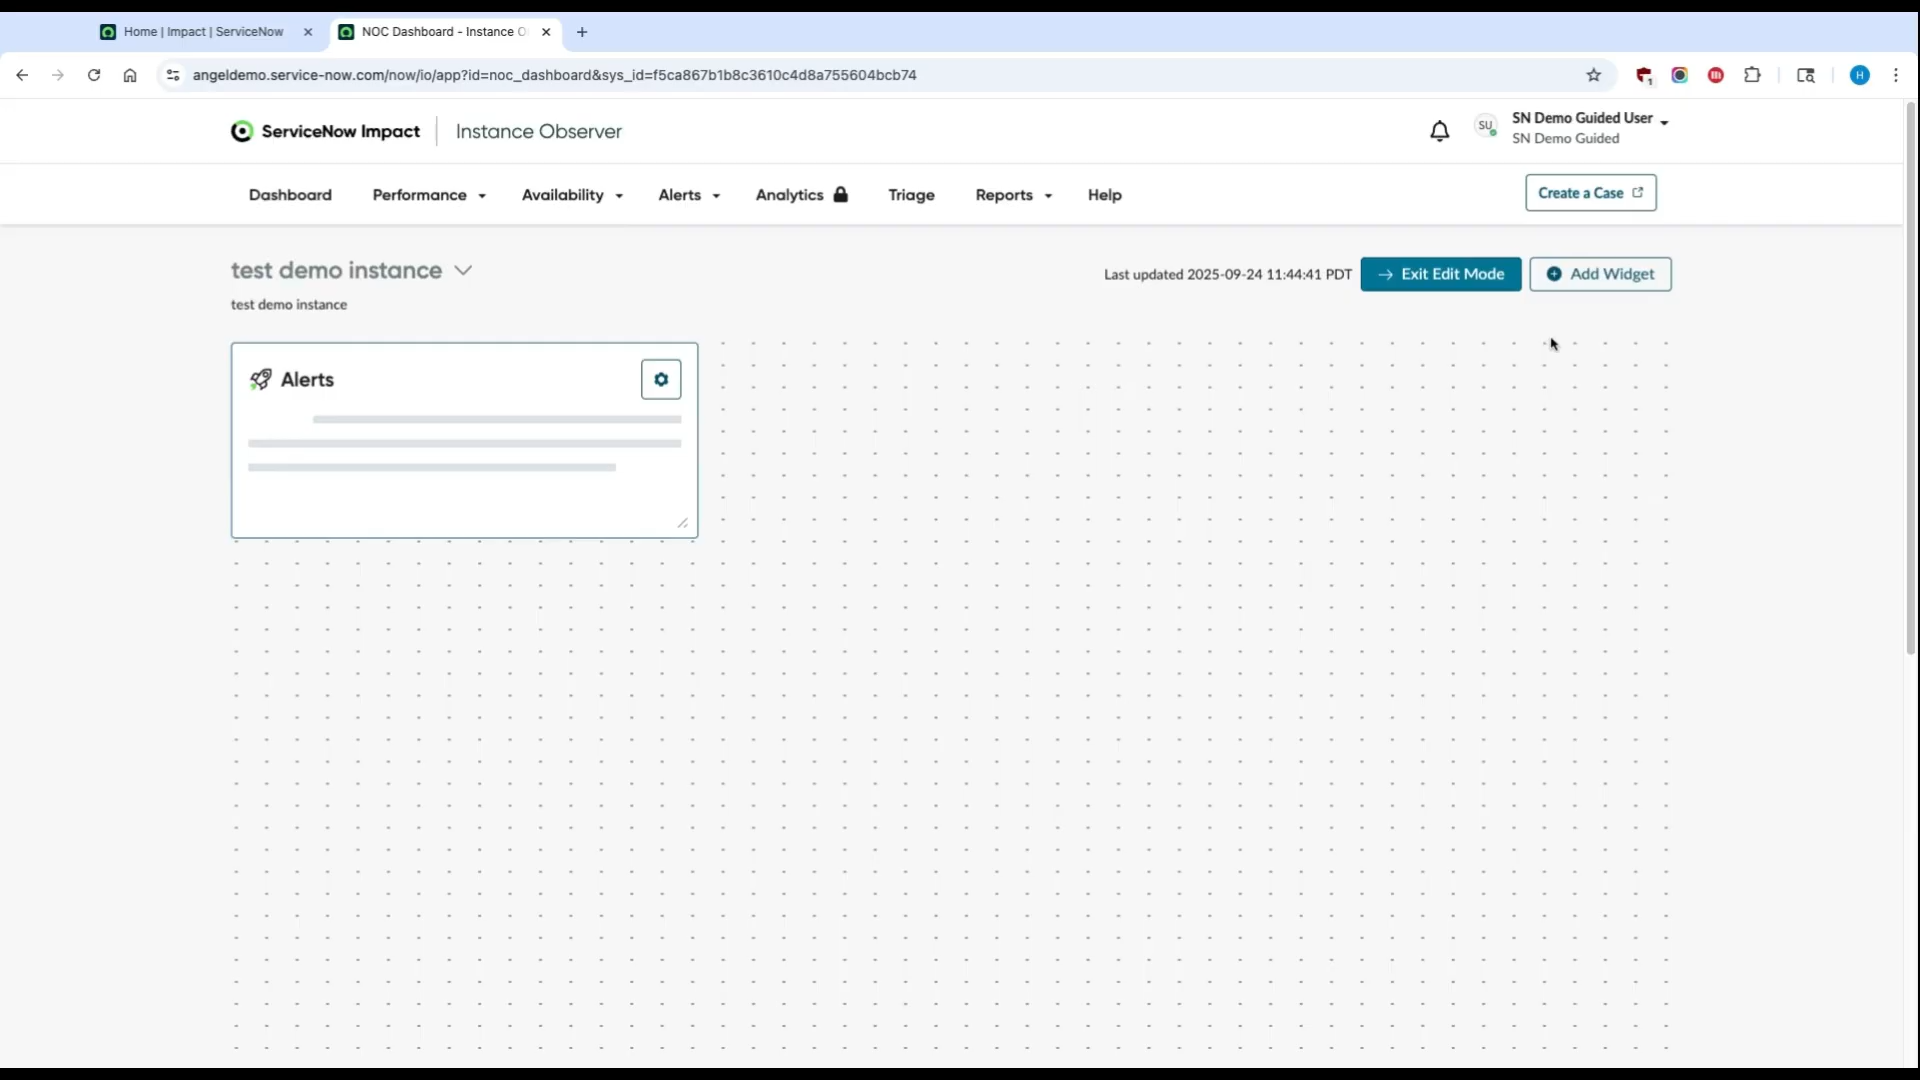 Home | Impact | ServiceNow
NOC Dashboard - Instance O
angeldemo.service-now.com/now/io/app?id=noc_dashboard&sys_id=f5ca867b1b8c3610c4d8a755604bcb74
1
H
ServiceNow Impact
Instance Observer
SU
SN Demo Guided User
SN Demo Guided
Dashboard
Performance
Availability
Alerts
Analytics
Triage
Reports
Help
Create a Case
test demo instance
Last updated 2025-09-24 11:44:41 PDT
Exit Edit Mode
Add Widget
test demo instance
Alerts